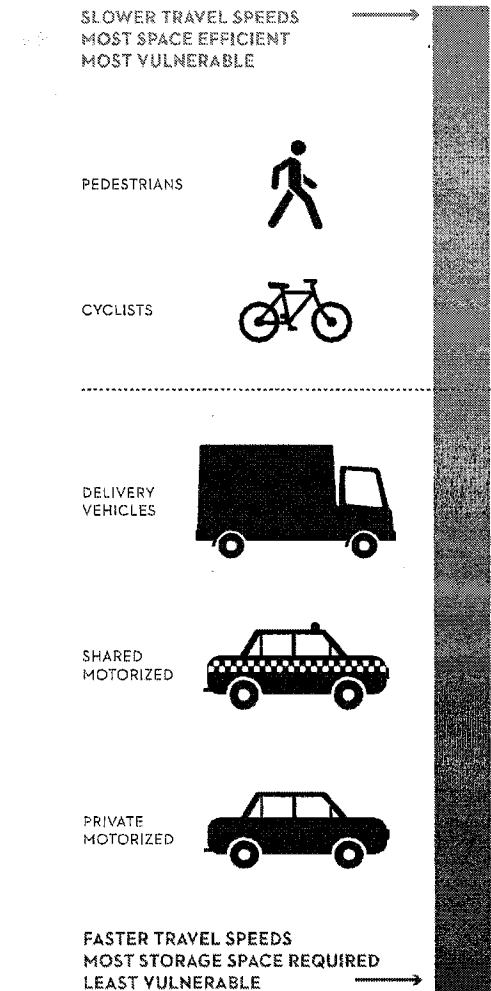 SLOWER TRAVEL SPEEDS
MOST SPACE EFFICIENT
MOST VULNERABLE
PEDESTRIANS
CYCLISTS
DELIVERY
VEHICLES
SHARED
MOTORIZED
PRIVATE
MOTORIZED
FASTER TRAVEL SPEEDS
MOST STORAGE SPACE REQUIRED
LEAST VULNERABLE